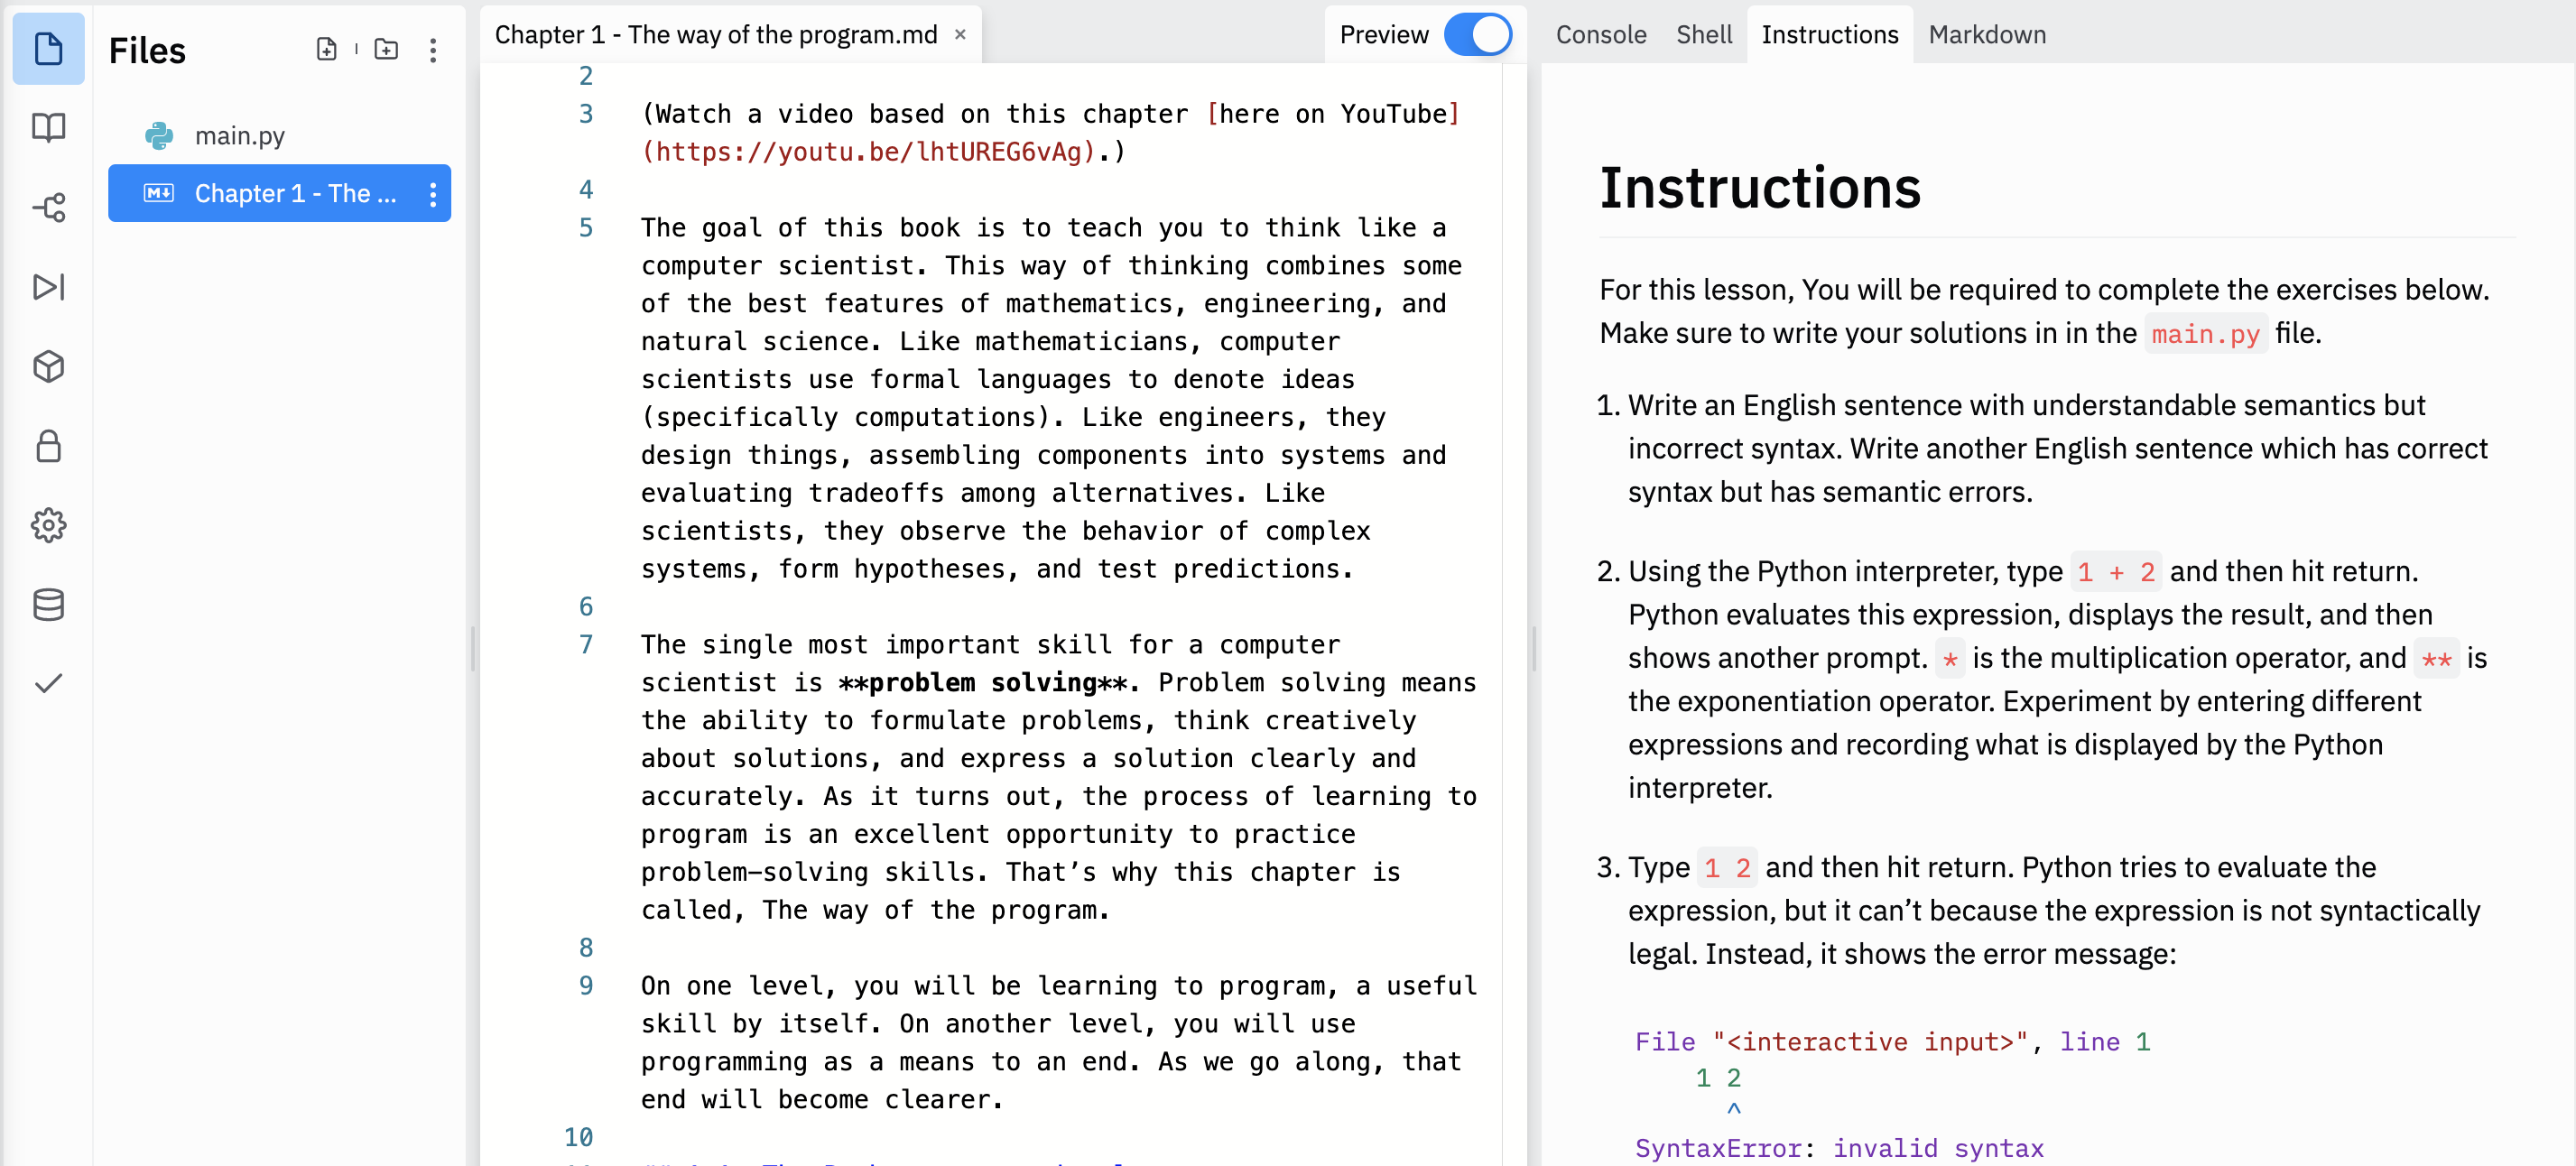 Files
main.py
Chapter 1 - The ...
Chapter 1 - The way of the program.md ×
Preview
2
3 (Watch a video based on this chapter [here on YouTube]
(https://youtu.be/lhtUREG6vAg).)
4
5 The goal of this book is to teach you to think like a
computer scientist. This way of thinking combines some
of the best features of mathematics, engineering, and
natural science. Like mathematicians, computer
scientists use formal languages to denote ideas
(specifically computations). Like engineers, they
design things, assembling components into systems and
evaluating tradeoffs among alternatives. Like
scientists, they observe the behavior of complex
systems, form hypotheses, and test predictions.
6
7 The single most important skill for a computer
scientist is **problem solving**. Problem solving means
the ability to formulate problems, think creatively
about solutions, and express a solution clearly and
accurately. As it turns out, the process of learning to
program is an excellent opportunity to practice
problem-solving skills. That’s why this chapter is
called, The way of the program.
8
9 On one level, you will be learning to program, a useful
skill by itself. On another level, you will use
programming as a means to an end. As we go along, that
end will become clearer.
10
Console Shell Instructions Markdown
Instructions
For this lesson, You will be required to complete the exercises below.
Make sure to write your solutions in in the main.py file.
1. Write an English sentence with understandable semantics but
incorrect syntax. Write another English sentence which has correct
syntax but has semantic errors.
2. Using the Python interpreter, type 1 + 2 and then hit return.
Python evaluates this expression, displays the result, and then
shows another prompt. * is the multiplication operator, and ** is
the exponentiation operator. Experiment by entering different
expressions and recording what is displayed by the Python
interpreter.
3. Type 1 2 and then hit return. Python tries to evaluate the
expression, but it can’t because the expression is not syntactically
legal. Instead, it shows the error message:
File "<interactive input>", line 1
1 2
^
SyntaxError: invalid syntax